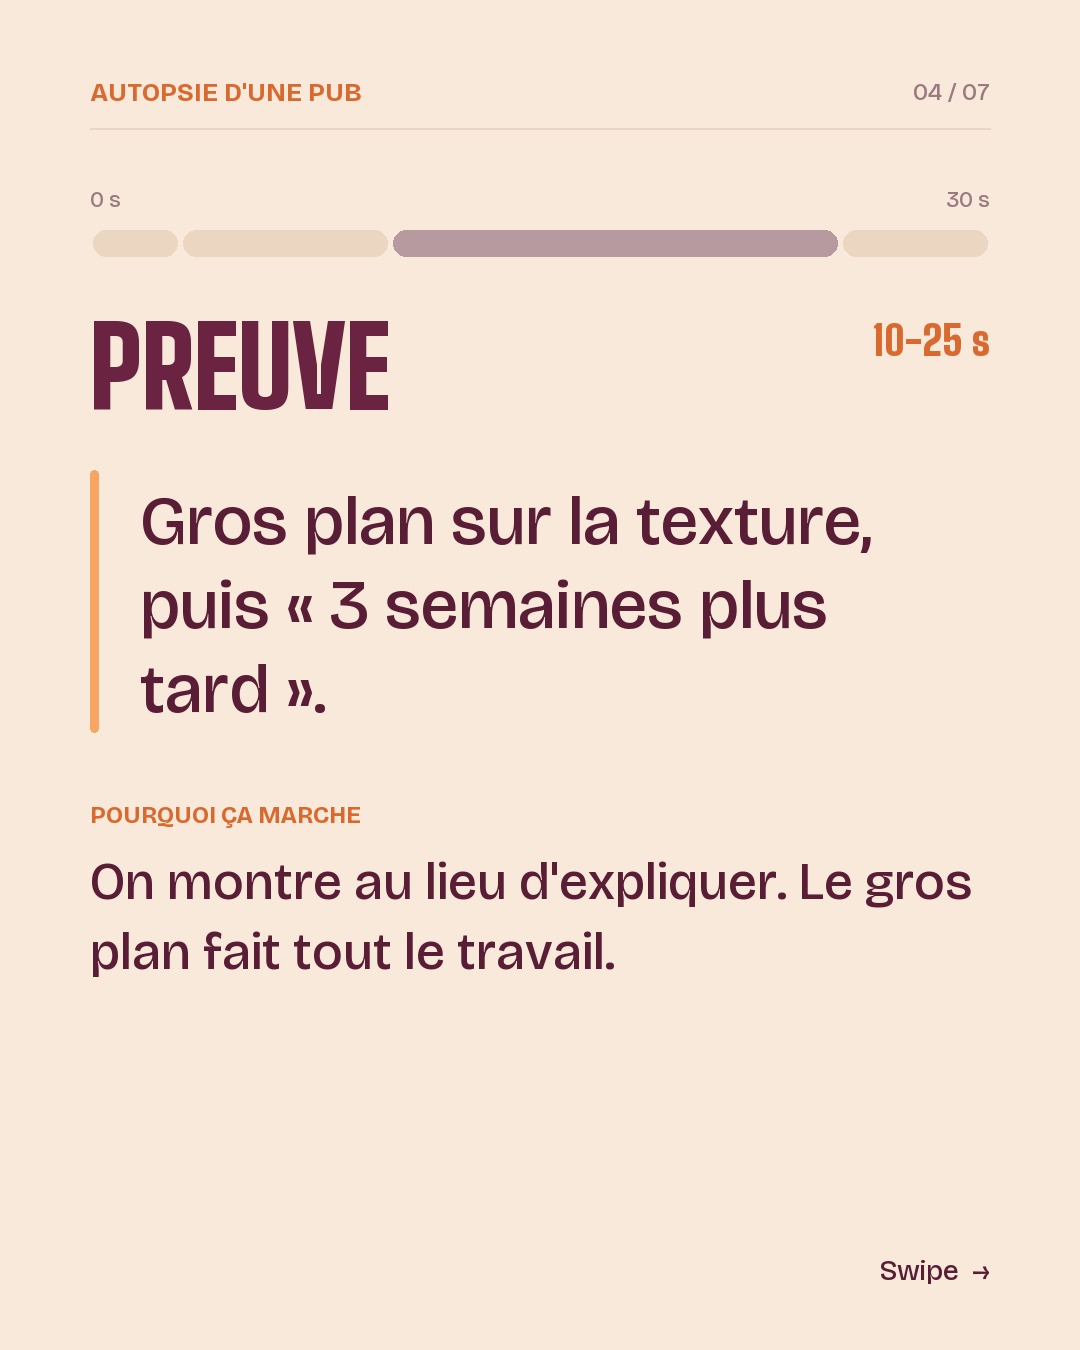 AUTOPSIE D'UNE PUB
04 / 07
0 s
30 s
PREUVE
10–25 s
Gros plan sur la texture,
puis « 3 semaines plus
tard ».
POURQUOI ÇA MARCHE
On montre au lieu d'expliquer. Le gros
plan fait tout le travail.
Swipe →